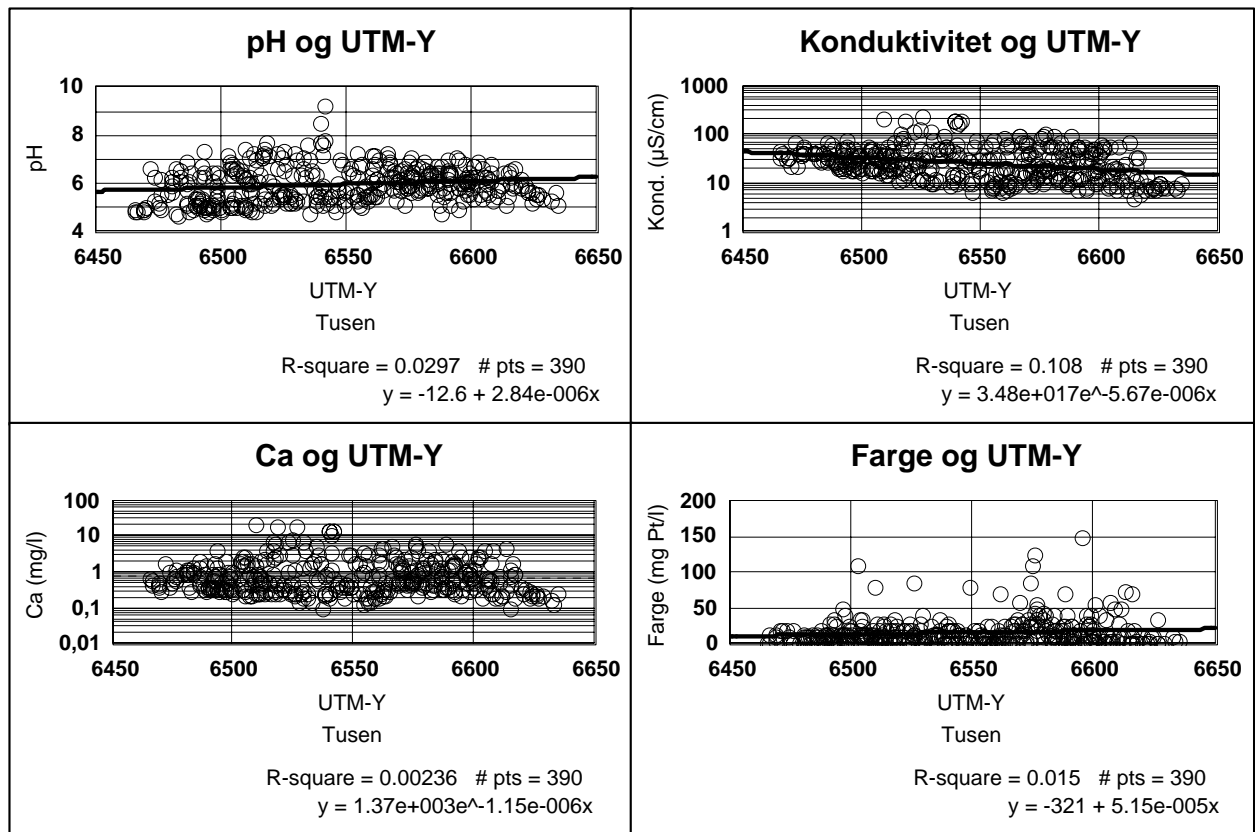 pH og UTM-Y
10
8
6
4
pH
6450 6500 6550 6600 6650
UTM-Y
Tusen
R-square = 0.0297 # pts = 390
y = -12.6 + 2.84e-006x
Konduktivitet og UTM-Y
1000
100
10
1
Kond. (µS/cm)
6450 6500 6550 6600 6650
UTM-Y
Tusen
R-square = 0.108 # pts = 390
y = 3.48e+017e^-5.67e-006x
Ca og UTM-Y
100
10
1
0,1
0,01
Ca (mg/l)
6450 6500 6550 6600 6650
UTM-Y
Tusen
R-square = 0.00236 # pts = 390
y = 1.37e+003e^-1.15e-006x
Farge og UTM-Y
200
150
100
50
0
Farge (mg Pt/l)
6450 6500 6550 6600 6650
UTM-Y
Tusen
R-square = 0.015 # pts = 390
y = -321 + 5.15e-005x